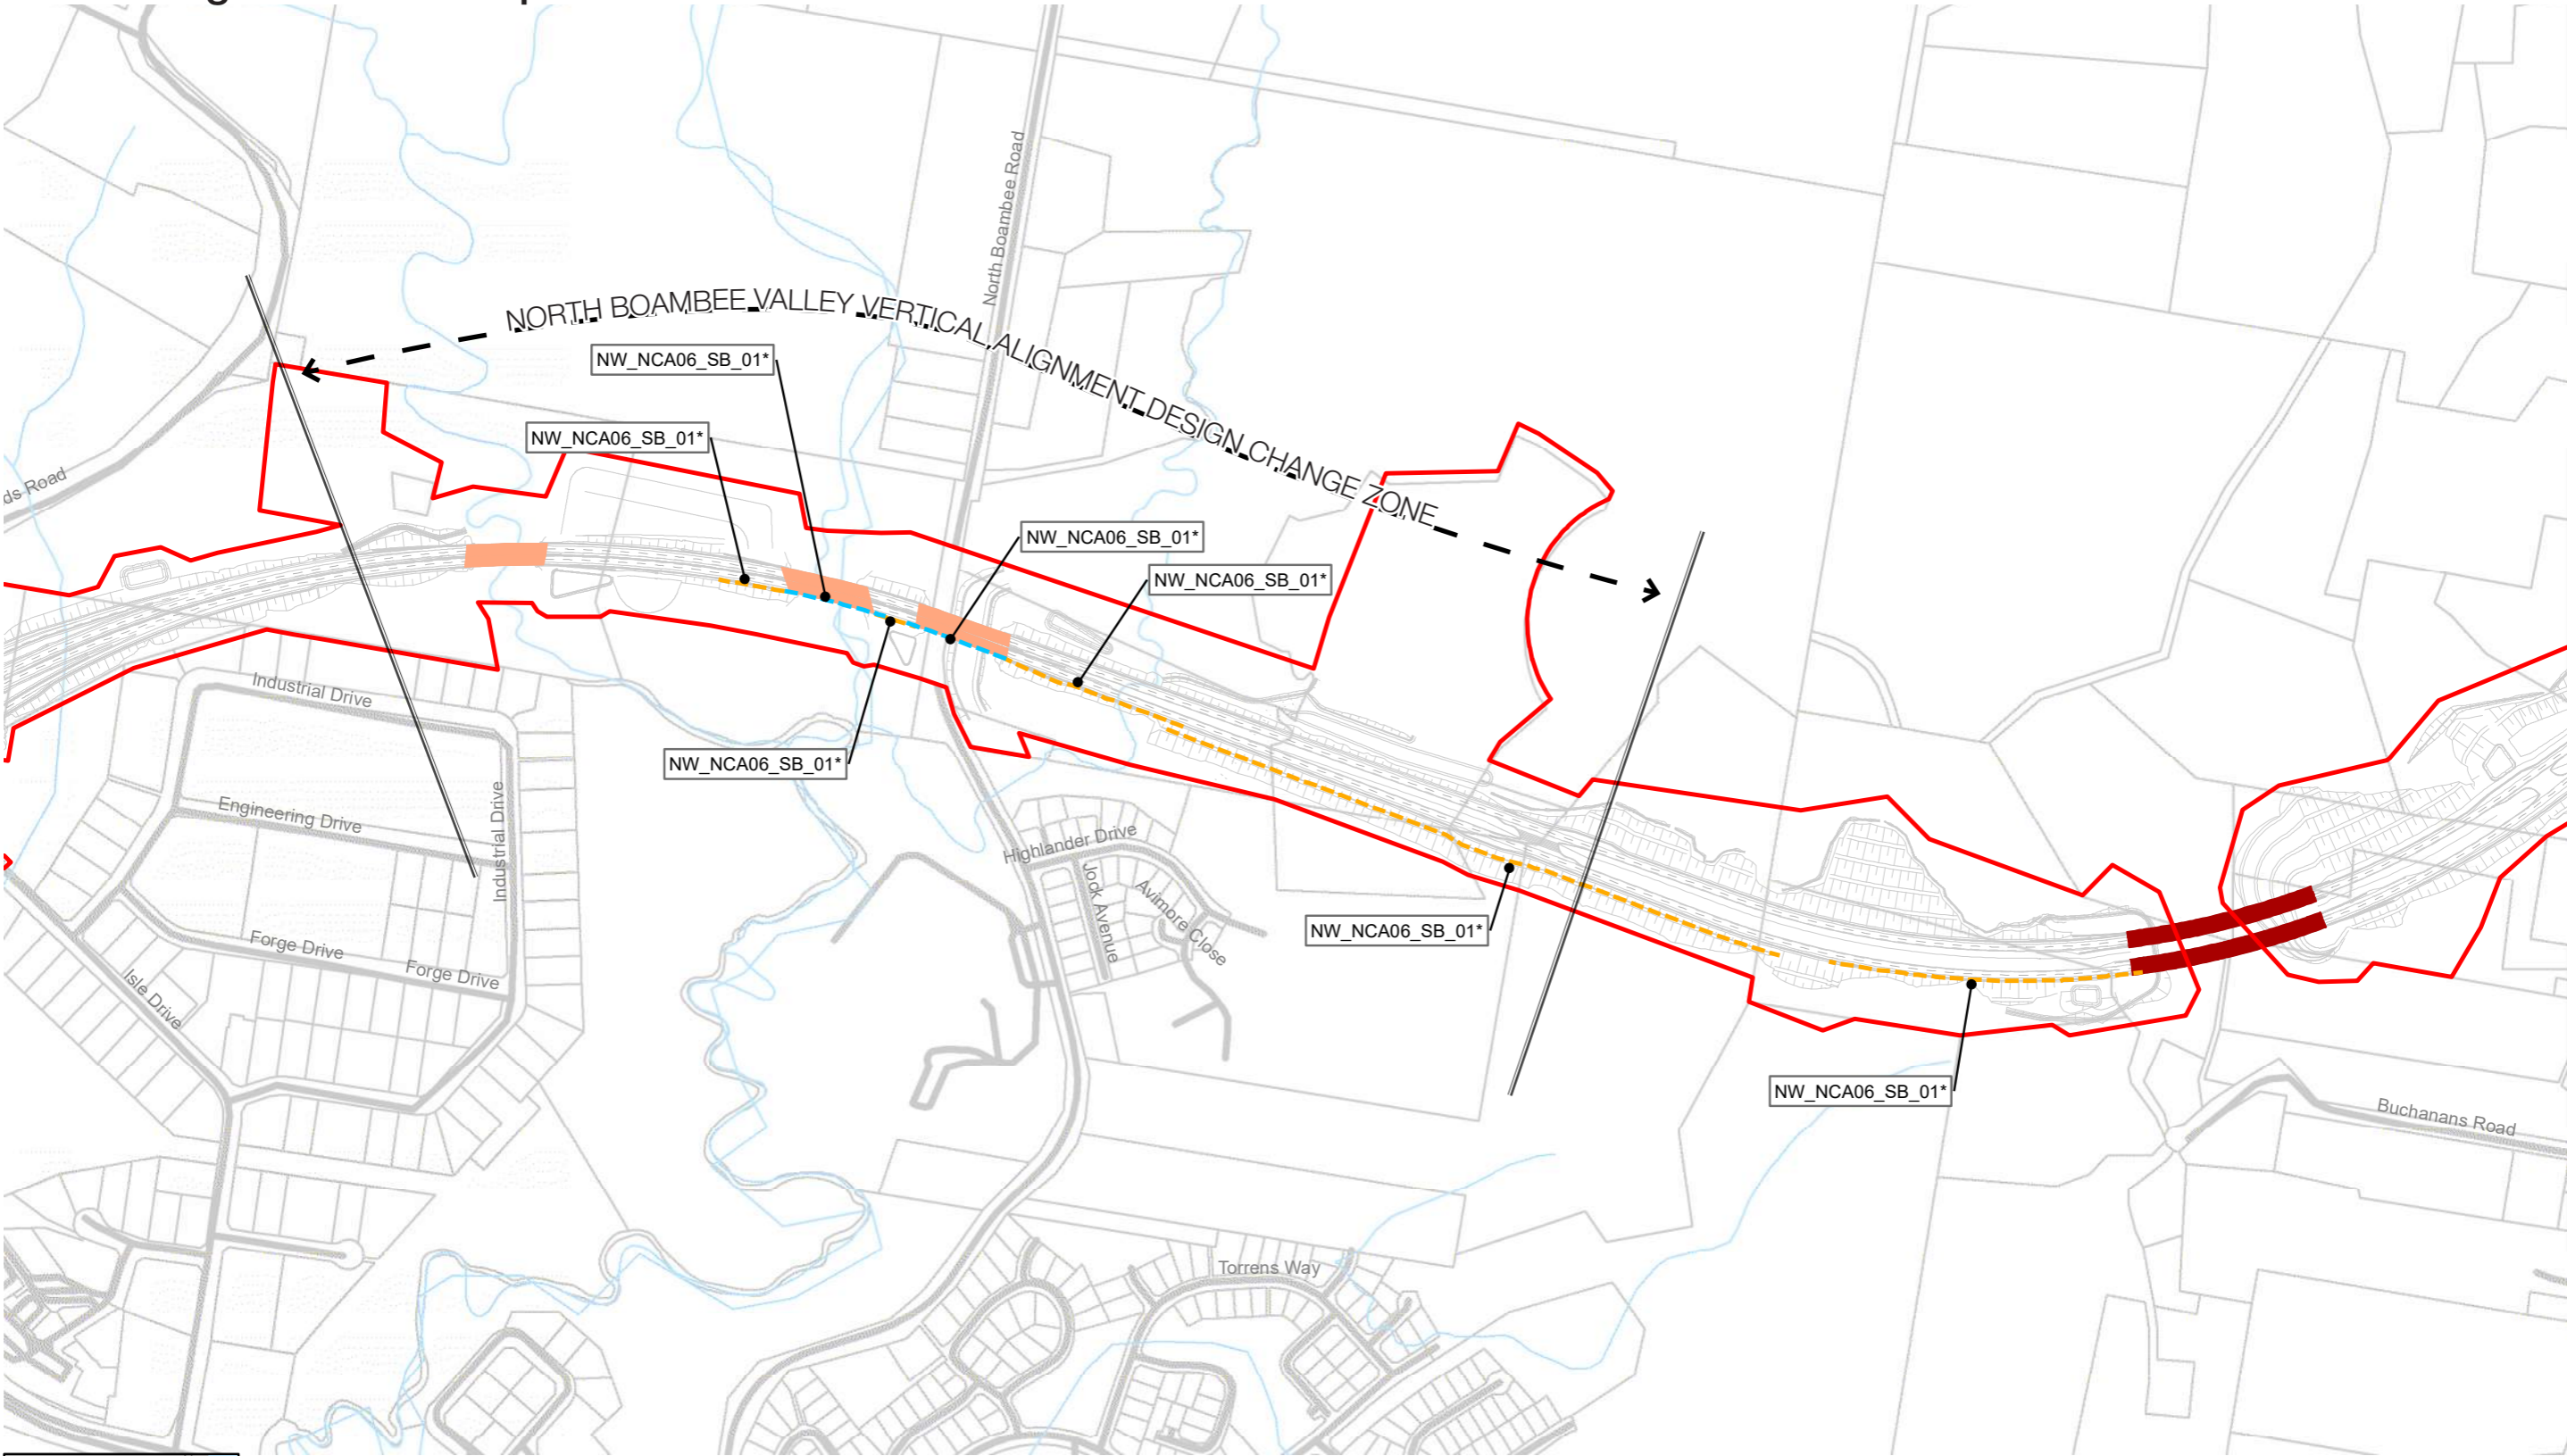 North Boambee Road
NORTH BOAMBEE VALLEY VERTICAL ALIGNMENT DESIGN CHANGE ZONE
NW_NCA06_SB_01*
NW_NCA06_SB_01*
ds Road
NW_NCA06_SB_01*
NW_NCA06_SB_01*
Industrial Drive
NW_NCA06_SB_01*
Engineering Drive
Industrial Drive
Highlander Drive
Jock Avenue
Avimore Close
NW_NCA06_SB_01*
Forge Drive
Forge Drive
Isle Drive
NW_NCA06_SB_01*
Buchanans Road
Torrens Way